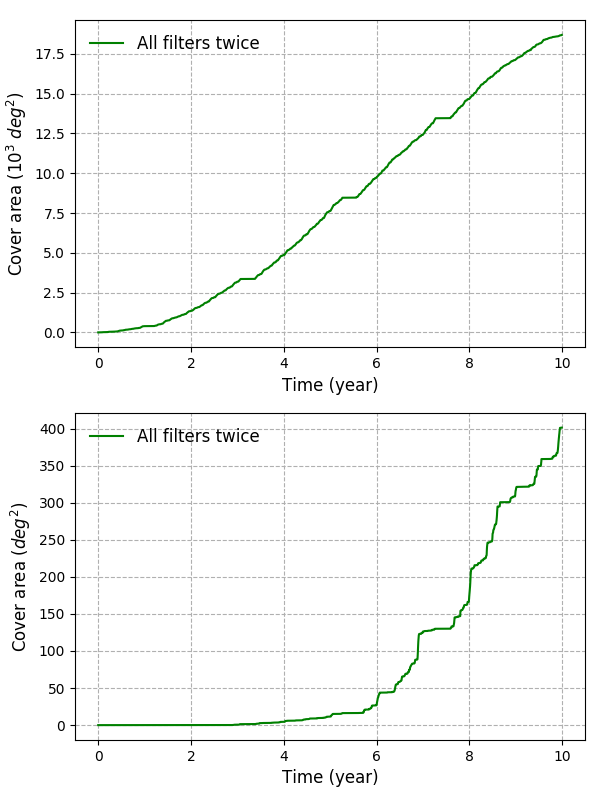 All filters twice
Cover area (10³ deg²)
17.5
15.0
12.5
10.0
7.5
5.0
2.5
0.0
0 2 4 6 8 10
Time (year)
All filters twice
Cover area (deg²)
400
350
300
250
200
150
100
50
0
0 2 4 6 8 10
Time (year)